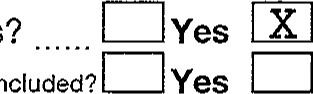 s? ...... Yes X
ncluded? Yes